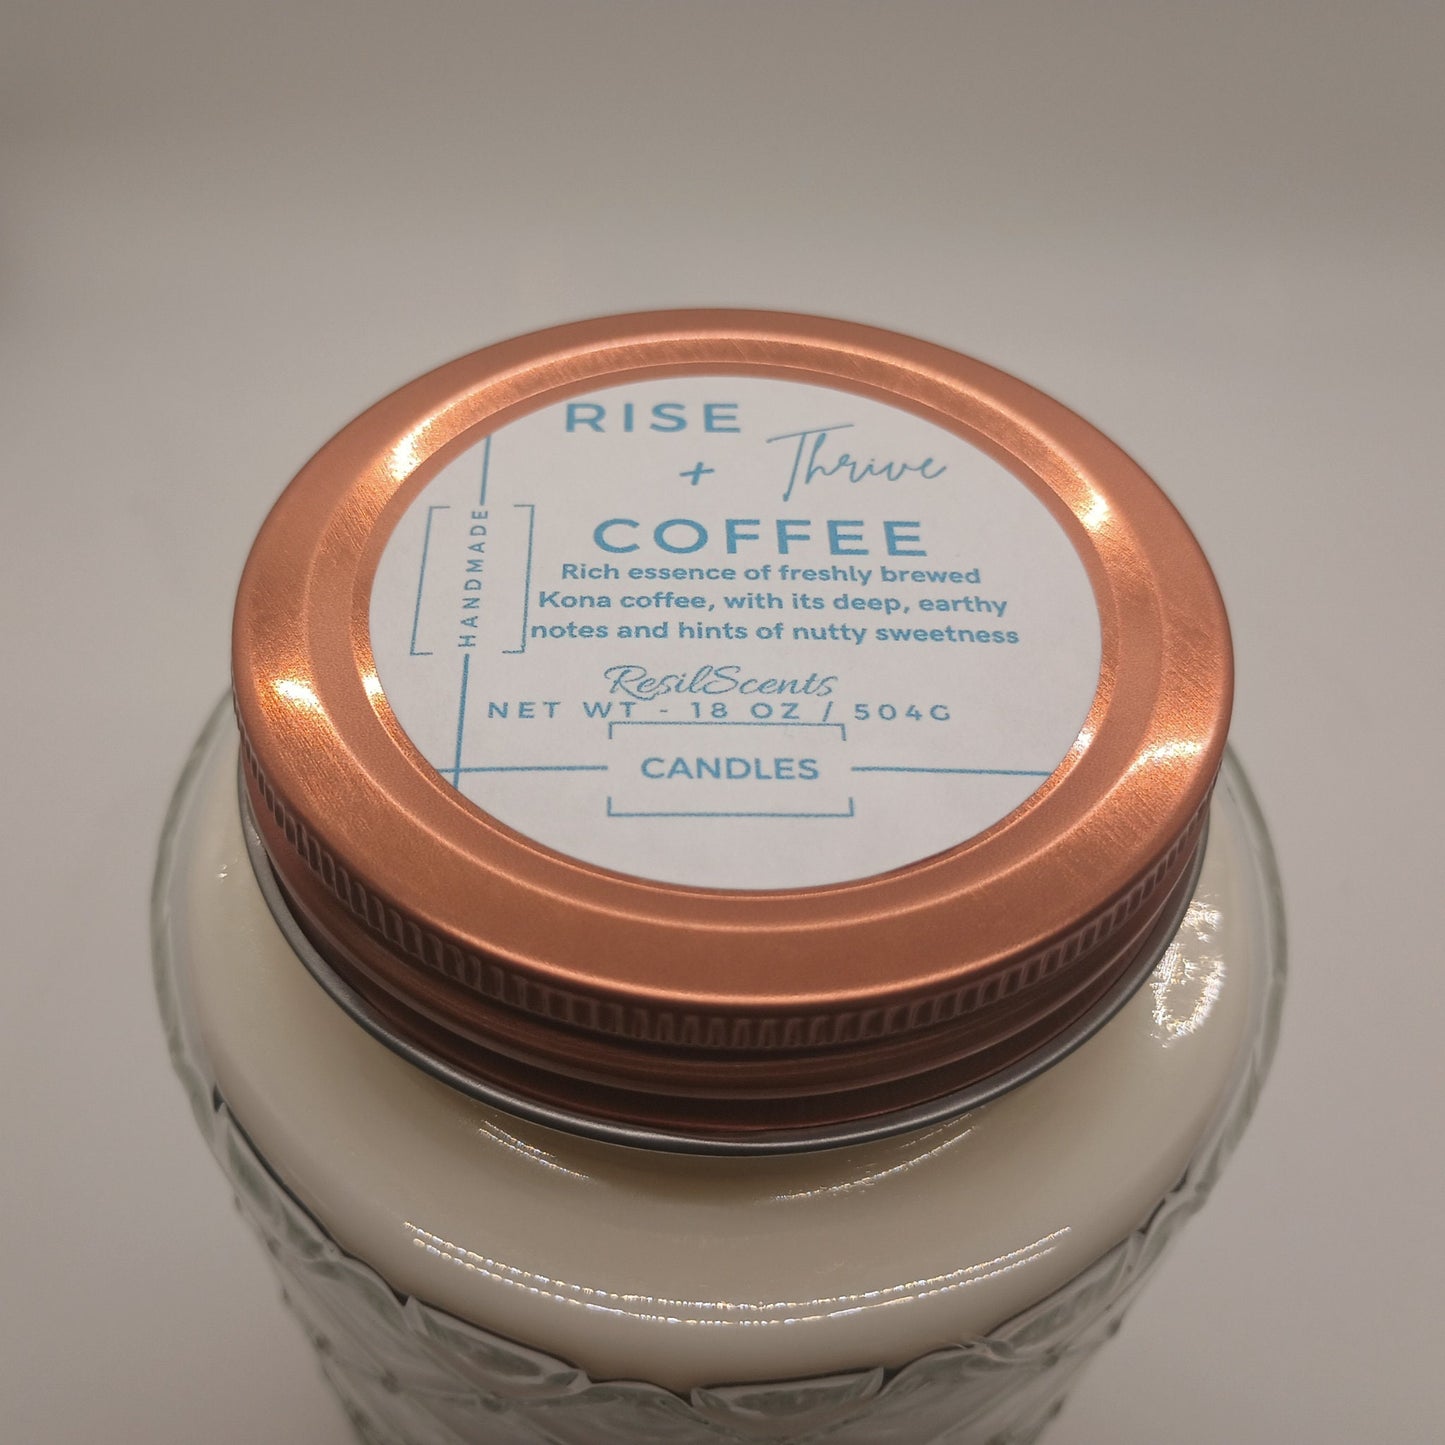 RISE
+ Thrive
HANDMADE
COFFEE
Rich essence of freshly brewed
Kona coffee, with its deep, earthy
notes and hints of nutty sweetness
ResilScents
NET WT - 18 OZ / 504G
CANDLES